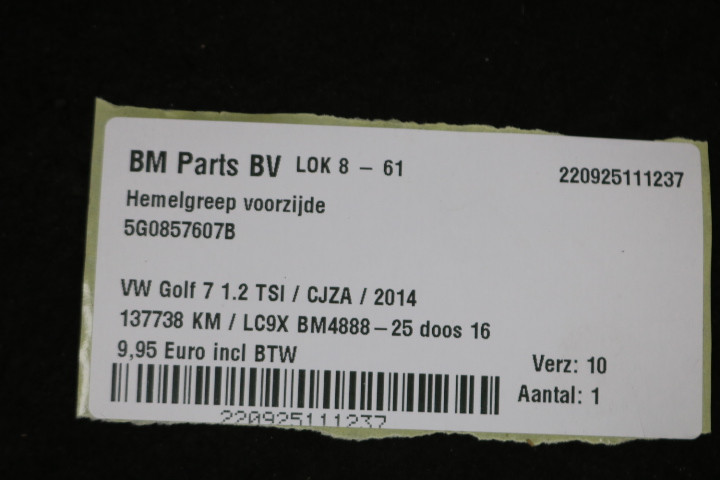 BM Parts BV LOK 8 – 61
220925111237
Hemelgreep voorzijde
5G0857607B
VW Golf 7 1.2 TSI / CJZA / 2014
137738 KM / LC9X BM4888–25 doos 16
9,95 Euro incl BTW
Verz: 10
Aantal: 1
220925111237